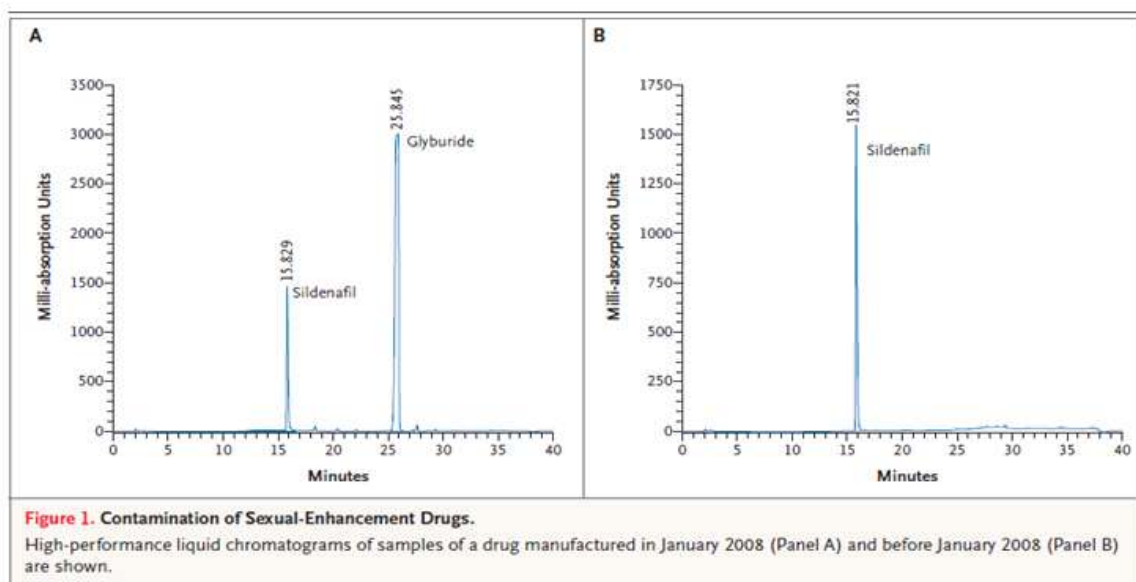 A
3500
3000
2500
2000
1500
1000
500
0
Milli-absorption Units
15.829
Sildenafil
25.845
Glyburide
0 5 10 15 20 25 30 35 40
Minutes
B
1750
1500
1250
1000
750
500
250
0
Milli-absorption Units
15.821
Sildenafil
0 5 10 15 20 25 30 35 40
Minutes
Figure 1. Contamination of Sexual-Enhancement Drugs.
High-performance liquid chromatograms of samples of a drug manufactured in January 2008 (Panel A) and before January 2008 (Panel B)
are shown.